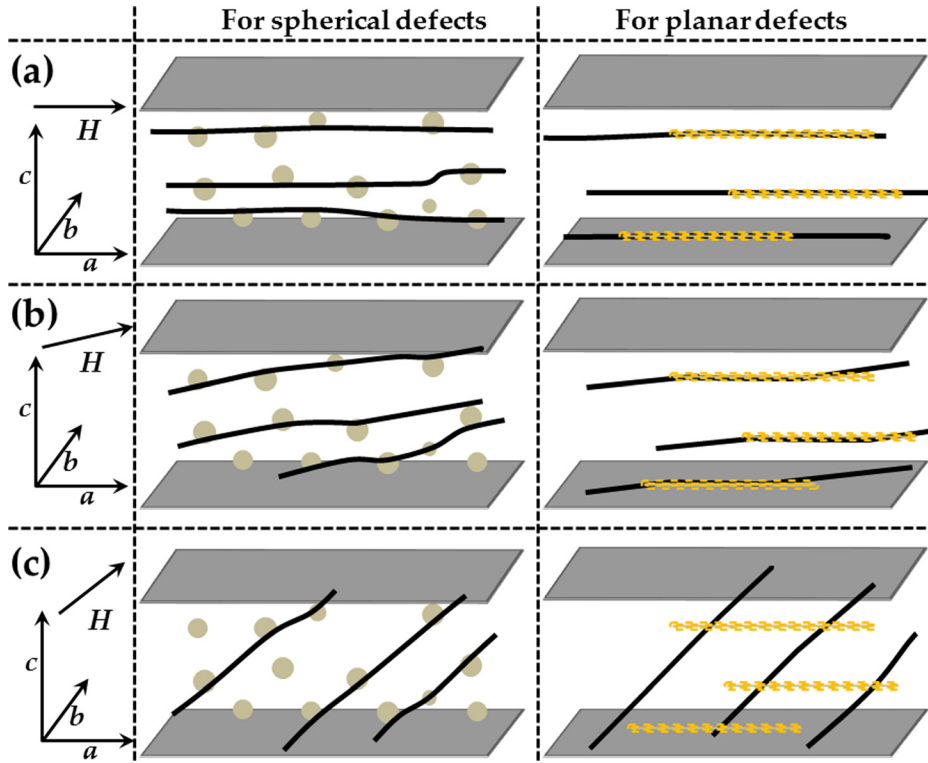 For spherical defects
For planar defects
(a)
H
c
b
a
(b)
H
c
b
a
(c)
H
c
b
a